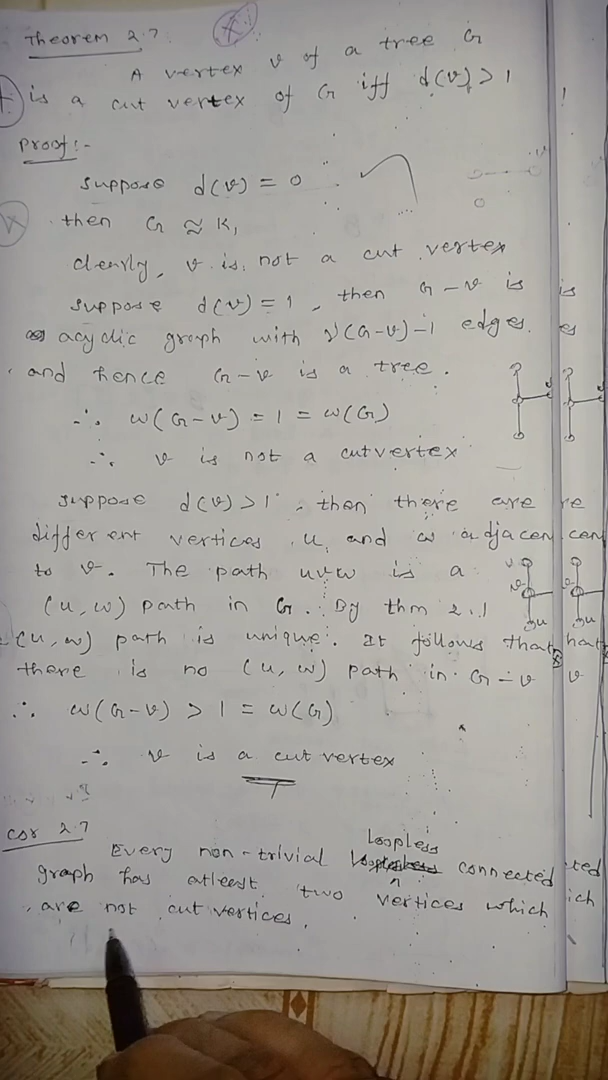 Theorem 2.7
A vertex v of a tree G
is a cut vertex of G iff d(v) > 1
Proof:-
Suppose d(v) = 0
then G ≈ K₁
clearly, v is not a cut vertex
Suppose d(v) = 1, then G-v is
acyclic graph with ν(G-v)-1 edges.
and hence G-v is a tree.
∴ ω(G-v) = 1 = ω(G)
∴ v is not a cutvertex
Suppose d(v) > 1, then there are
different vertices u, and w adjacen
to v. The path uvw is a
(u, w) path in G. By thm 2.1
(u, w) path is unique. It follows that
there is no (u, w) path in G-v
∴ ω(G-v) > 1 = ω(G)
∴ v is a cutvertex
Cor 2.7
Loopless
Every non-trivial connected
graph has atleast two vertices which
are not cut vertices.